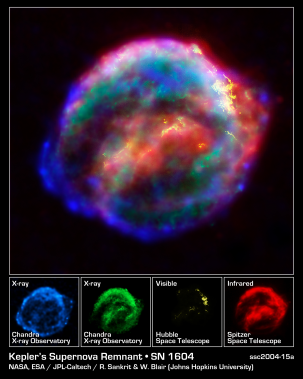 X-ray
Chandra
X-ray Observatory
X-ray
Chandra
X-ray Observatory
Visible
Hubble
Space Telescope
Infrared
Spitzer
Space Telescope
Kepler's Supernova Remnant • SN 1604
ssc2004-15a
NASA, ESA / JPL-Caltech / R. Sankrit & W. Blair (Johns Hopkins University)